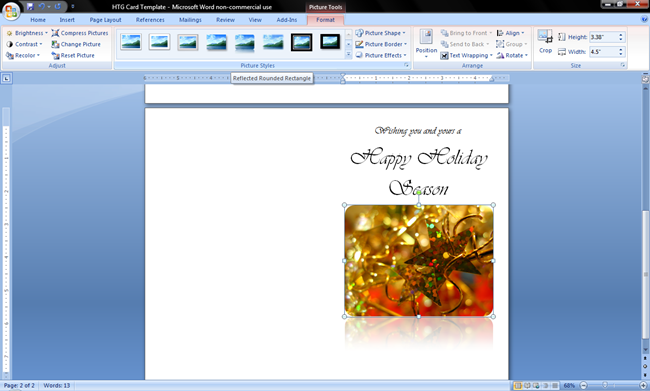 HTG Card Template - Microsoft Word non-commercial use
Picture Tools
Home Insert Page Layout References Mailings Review View Add-Ins Format
Brightness Compress Pictures
Contrast Change Picture
Recolor Reset Picture
Adjust
Picture Styles
Picture Shape
Picture Border
Picture Effects
Position
Bring to Front
Send to Back
Text Wrapping
Align
Group
Rotate
Arrange
Crop
Height: 3.38"
Width: 4.5"
Size
Reflected Rounded Rectangle
Wishing you and yours a
Happy Holiday
Season
Page: 2 of 2 Words: 13
68%